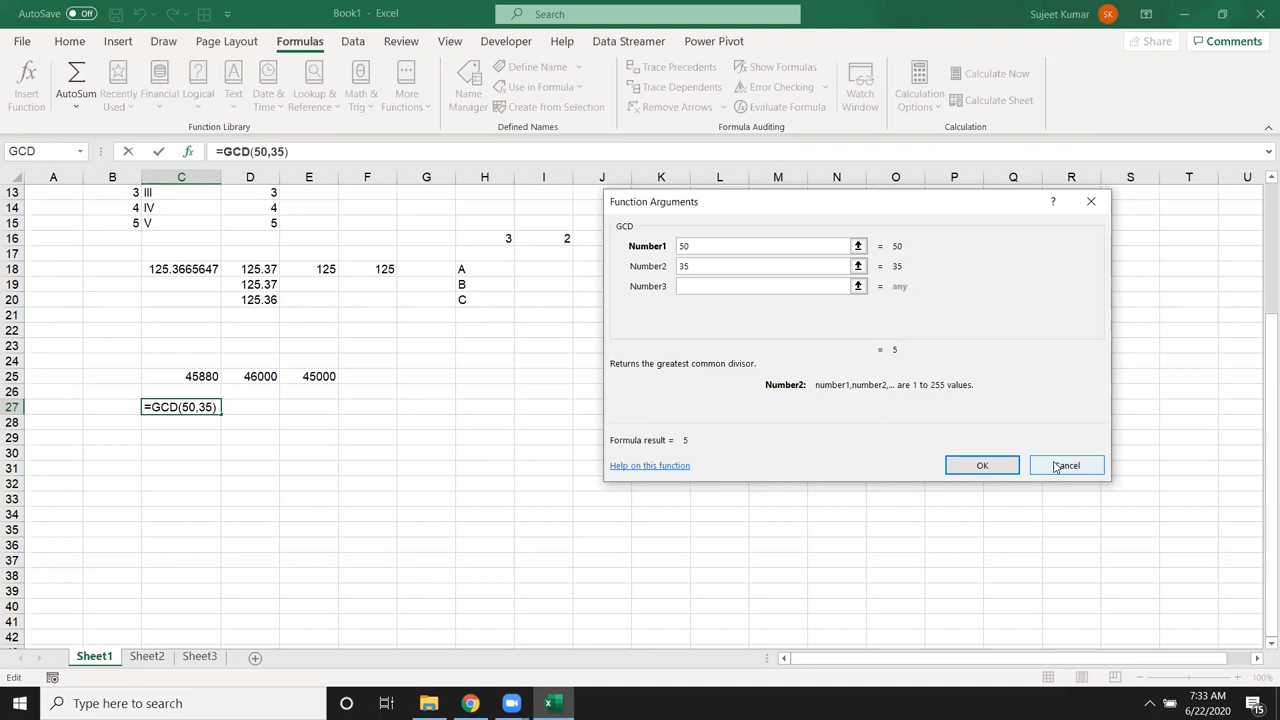 AutoSave Off Book1 - Excel Search Sujeet Kumar SK
File Home Insert Draw Page Layout Formulas Data Review View Developer Help Data Streamer Power Pivot Share Comments
Insert Function AutoSum Recently Used Financial Logical Text Date & Time Lookup & Reference Math & Trig More Functions
Name Manager Define Name Use in Formula Create from Selection
Trace Precedents Trace Dependents Remove Arrows Show Formulas Error Checking Evaluate Formula Watch Window
Calculation Options Calculate Now Calculate Sheet
Function Library Defined Names Formula Auditing Calculation
GCD fx =GCD(50,35)
A B C D E F G H I J K L M N O P Q R S T U
13 3 III 3
14 4 IV 4
15 5 V 5
16 3 2
17
18 125.3665647 125.37 125 125 A
19 125.37 B
20 125.36 C
21
22
23
24
25 45880 46000 45000
26
27 =GCD(50,35)
28
29
30
31
32
33
34
35
36
37
38
39
40
41
42
Function Arguments ?
GCD
Number1 50 = 50
Number2 35 = 35
Number3 = any
= 5
Returns the greatest common divisor.
Number2: number1,number2,... are 1 to 255 values.
Formula result = 5
Help on this function OK Cancel
Sheet1 Sheet2 Sheet3
Edit 100%
Type here to search 7:33 AM
6/22/2020 15